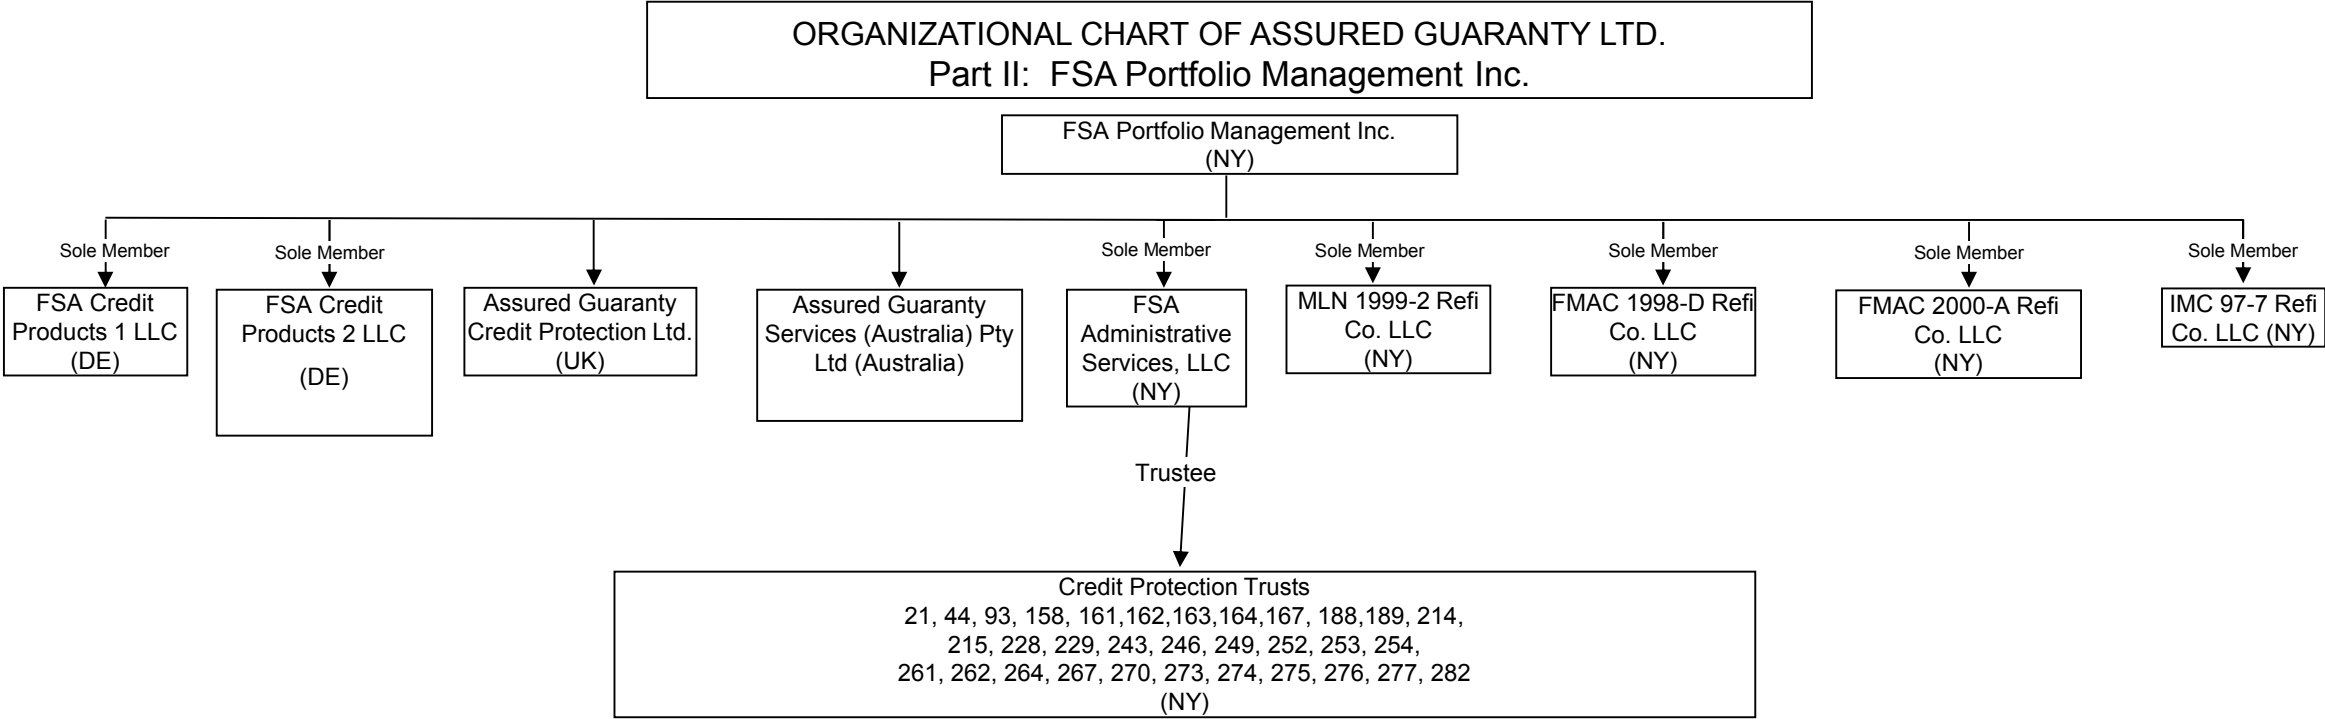 ORGANIZATIONAL CHART OF ASSURED GUARANTY LTD.
Part II: FSA Portfolio Management Inc.
FSA Portfolio Management Inc.
(NY)
Sole Member
Sole Member
Sole Member
Sole Member
Sole Member
Sole Member
Sole Member
FSA Credit
Products 1 LLC
(DE)
FSA Credit
Products 2 LLC
(DE)
Assured Guaranty
Credit Protection Ltd.
(UK)
Assured Guaranty
Services (Australia) Pty
Ltd (Australia)
FSA
Administrative
Services, LLC
(NY)
MLN 1999-2 Refi
Co. LLC
(NY)
FMAC 1998-D Refi
Co. LLC
(NY)
FMAC 2000-A Refi
Co. LLC
(NY)
IMC 97-7 Refi
Co. LLC (NY)
Trustee
Credit Protection Trusts
21, 44, 93, 158, 161,162,163,164,167, 188,189, 214,
215, 228, 229, 243, 246, 249, 252, 253, 254,
261, 262, 264, 267, 270, 273, 274, 275, 276, 277, 282
(NY)